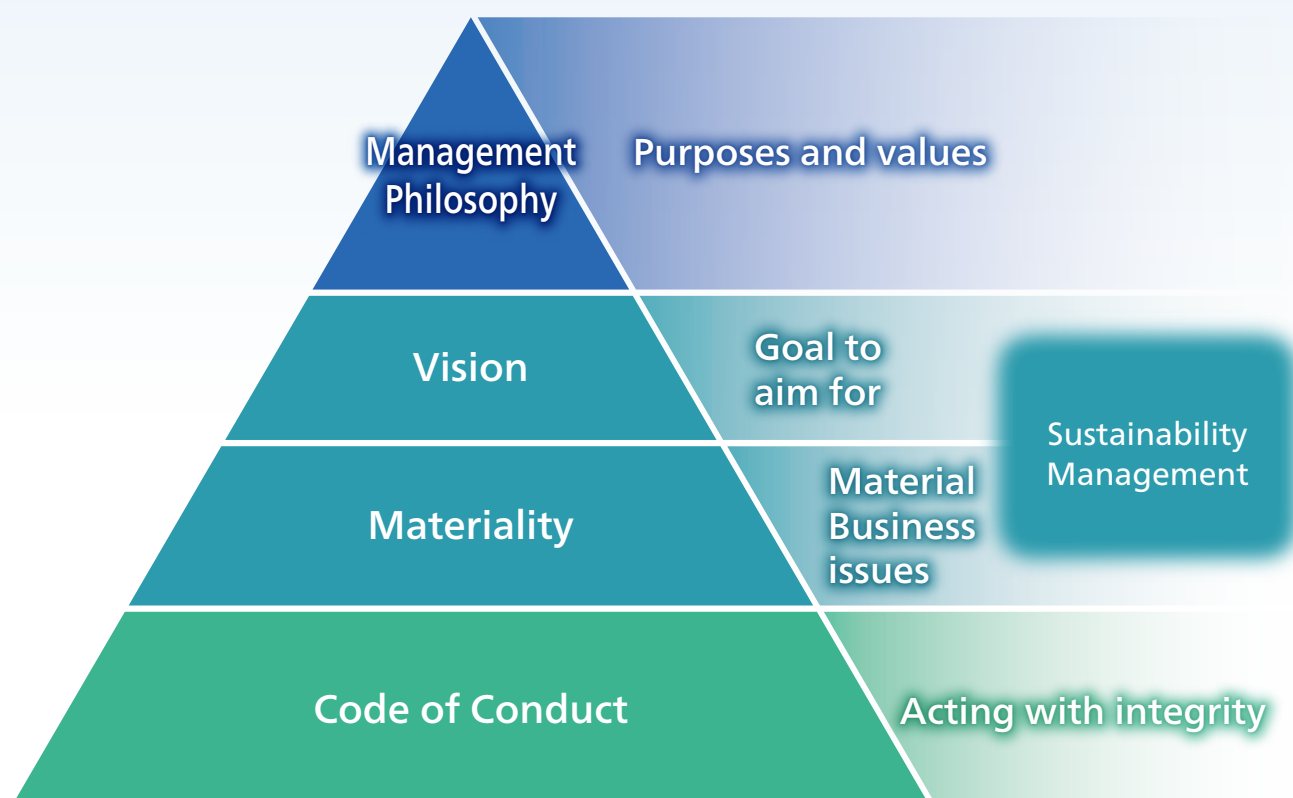 Management
Philosophy
Purposes and values
Vision
Goal to
aim for
Sustainability
Management
Materiality
Material
Business
issues
Code of Conduct
Acting with integrity